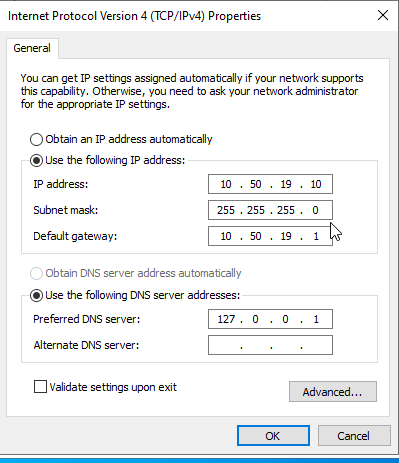 Internet Protocol Version 4 (TCP/IPv4) Properties
General
You can get IP settings assigned automatically if your network supports
this capability. Otherwise, you need to ask your network administrator
for the appropriate IP settings.
Obtain an IP address automatically
Use the following IP address:
IP address: 10 . 50 . 19 . 10
Subnet mask: 255 . 255 . 255 . 0
Default gateway: 10 . 50 . 19 . 1
Obtain DNS server address automatically
Use the following DNS server addresses:
Preferred DNS server: 127 . 0 . 0 . 1
Alternate DNS server: . . .
Validate settings upon exit
Advanced...
OK Cancel